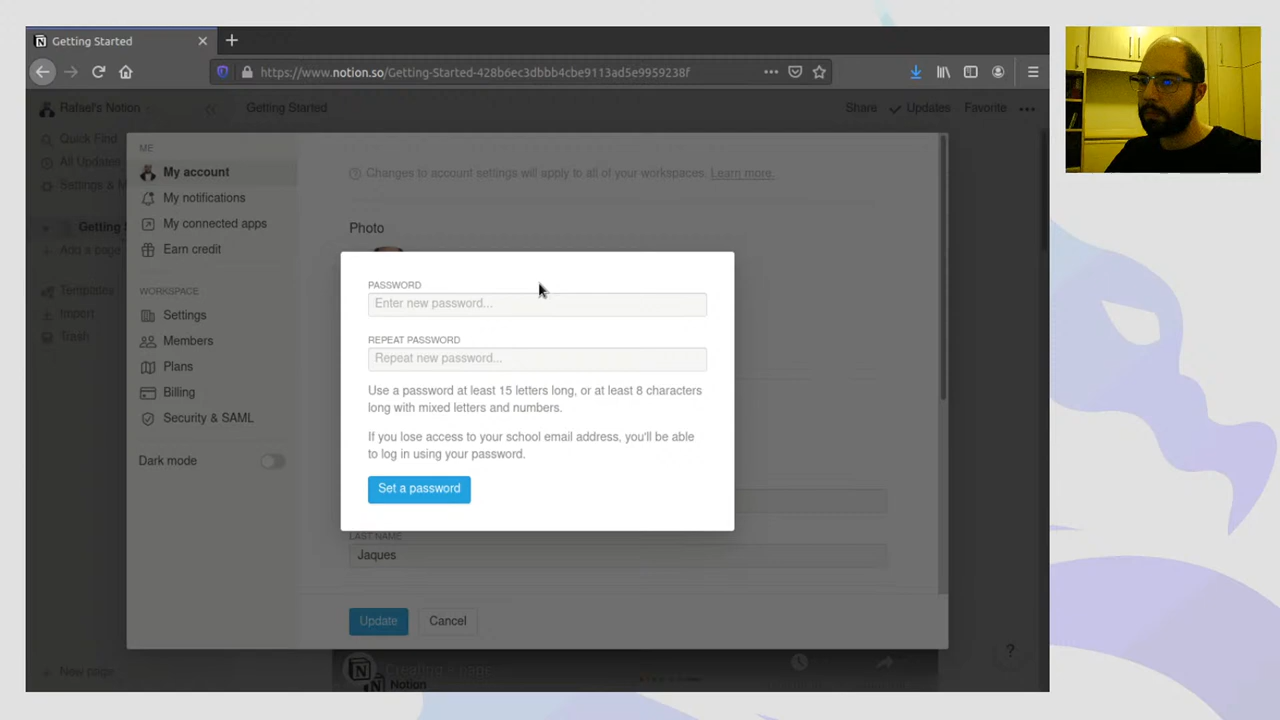 Getting Started
https://www.notion.so/Getting-Started-428b6ec3dbbb4cbe9113ad5e9959238f
Rafael's Notion
Getting Started
Share
Updates
Favorite
Quick Find
All Updates
Settings & M
Getting S
Add a page
Templates
Import
Trash
New page
ME
My account
My notifications
My connected apps
Earn credit
WORKSPACE
Settings
Members
Plans
Billing
Security & SAML
Dark mode
Changes to account settings will apply to all of your workspaces. Learn more.
Photo
PASSWORD
Enter new password...
REPEAT PASSWORD
Repeat new password...
Use a password at least 15 letters long, or at least 8 characters
long with mixed letters and numbers.
If you lose access to your school email address, you'll be able
to log in using your password.
Set a password
LAST NAME
Jaques
Update
Cancel
Creating a page
Notion
?